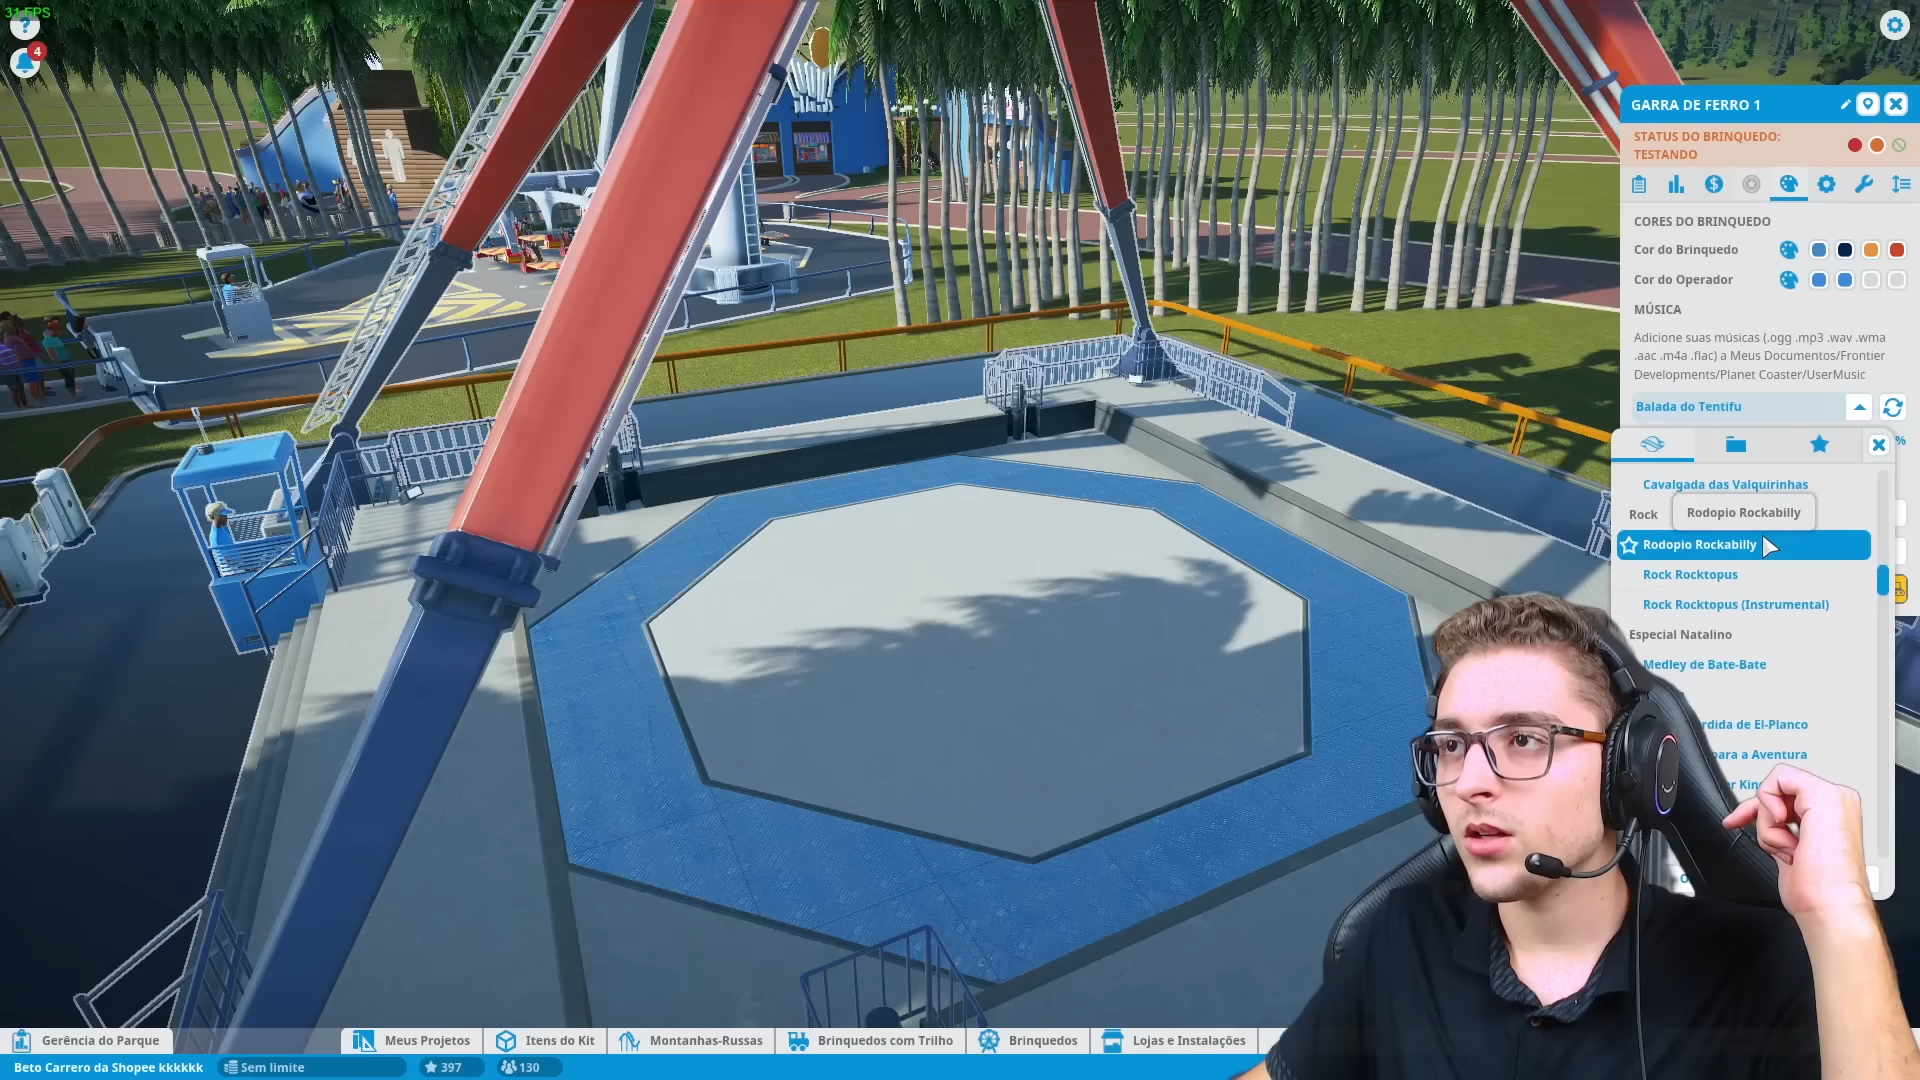 31 FPS
?
4
GARRA DE FERRO 1
STATUS DO BRINQUEDO:
TESTANDO
CORES DO BRINQUEDO
Cor do Brinquedo
Cor do Operador
MÚSICA
Adicione suas músicas (.ogg .mp3 .wav .wma
.aac .m4a .flac) a Meus Documentos/Frontier
Developments/Planet Coaster/UserMusic
Balada do Tentifu
%
Cavalgada das Valquirinhas
Rock
Rodopio Rockabilly
Rodopio Rockabilly
Rock Rocktopus
Rock Rocktopus (Instrumental)
Especial Natalino
Medley de Bate-Bate
de El-Planco
para a Aventura
Gerência do Parque
Meus Projetos
Itens do Kit
Montanhas-Russas
Brinquedos com Trilho
Brinquedos
Lojas e Instalações
Beto Carrero da Shopee kkkkkk
Sem limite
397
130